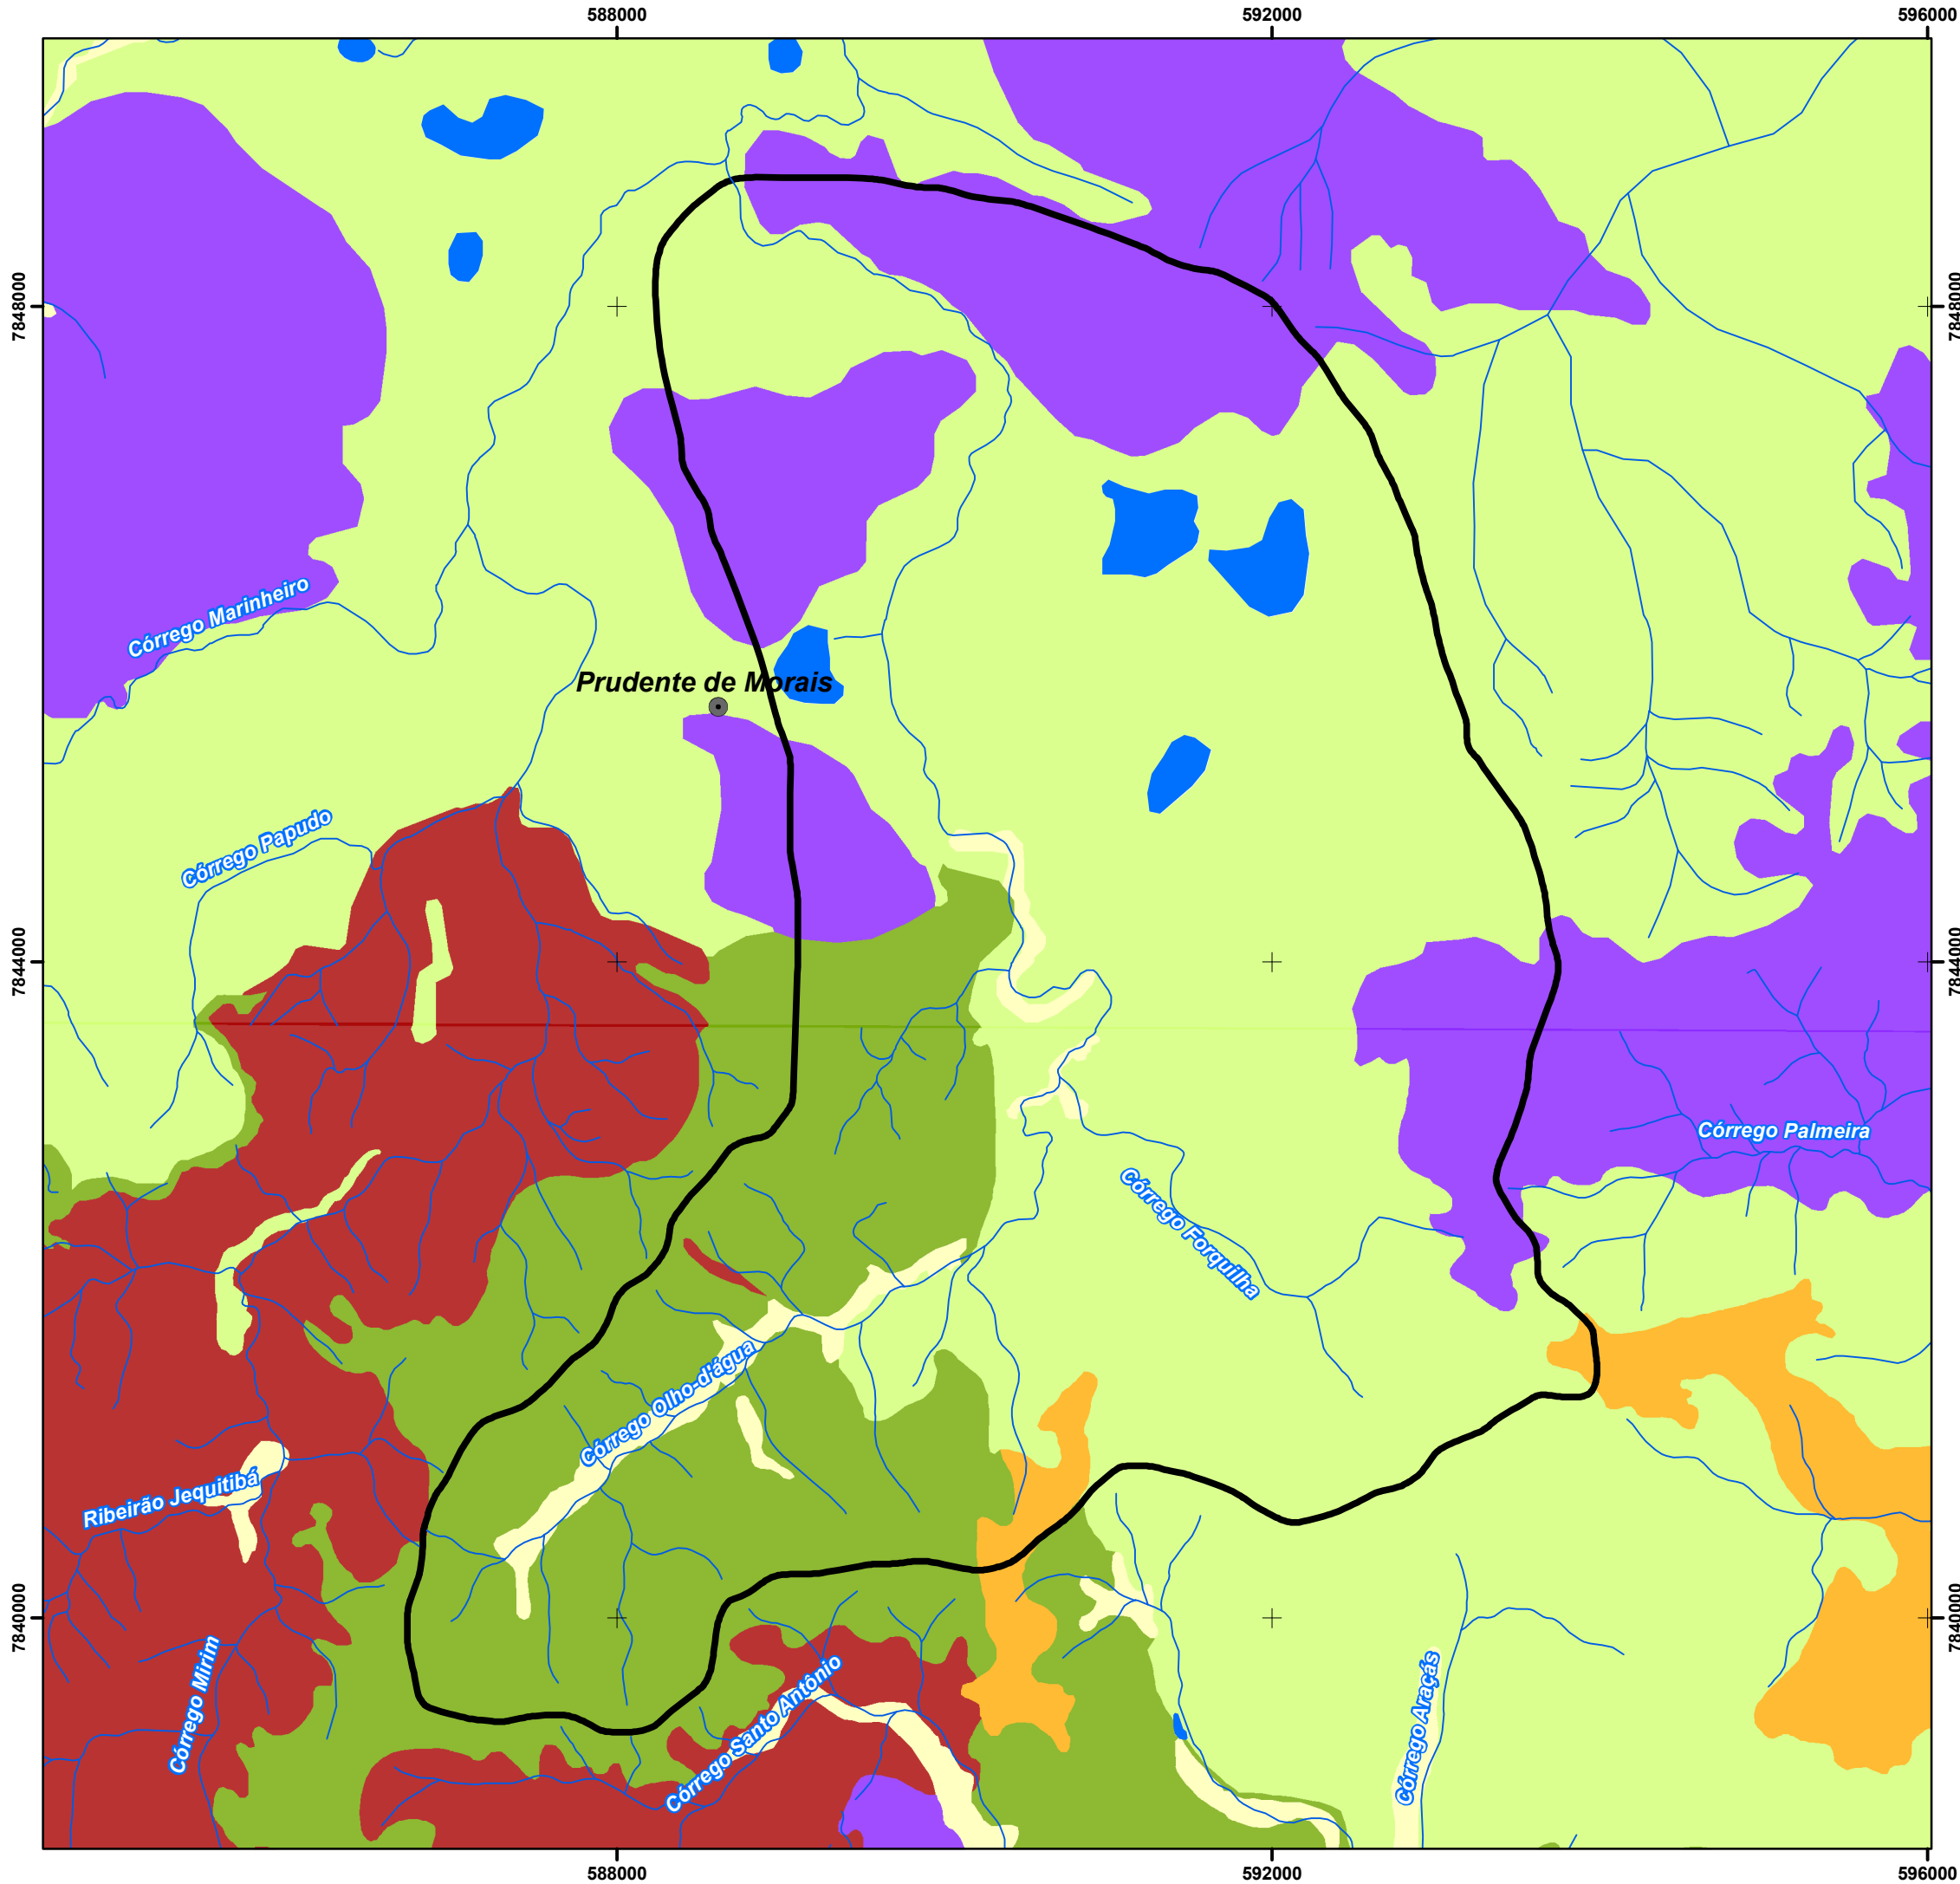 588000
592000
596000
7848000
7848000
Córrego Marinheiro
Prudente de Morais
Córrego Papudo
7844000
7844000
Córrego Palmeira
Córrego Forquilha
Córrego Olho-d'água
Ribeirão Jequitibá
7840000
7840000
Córrego Mirim
Córrego Santo Antônio
Córrego Araçás
588000
592000
596000